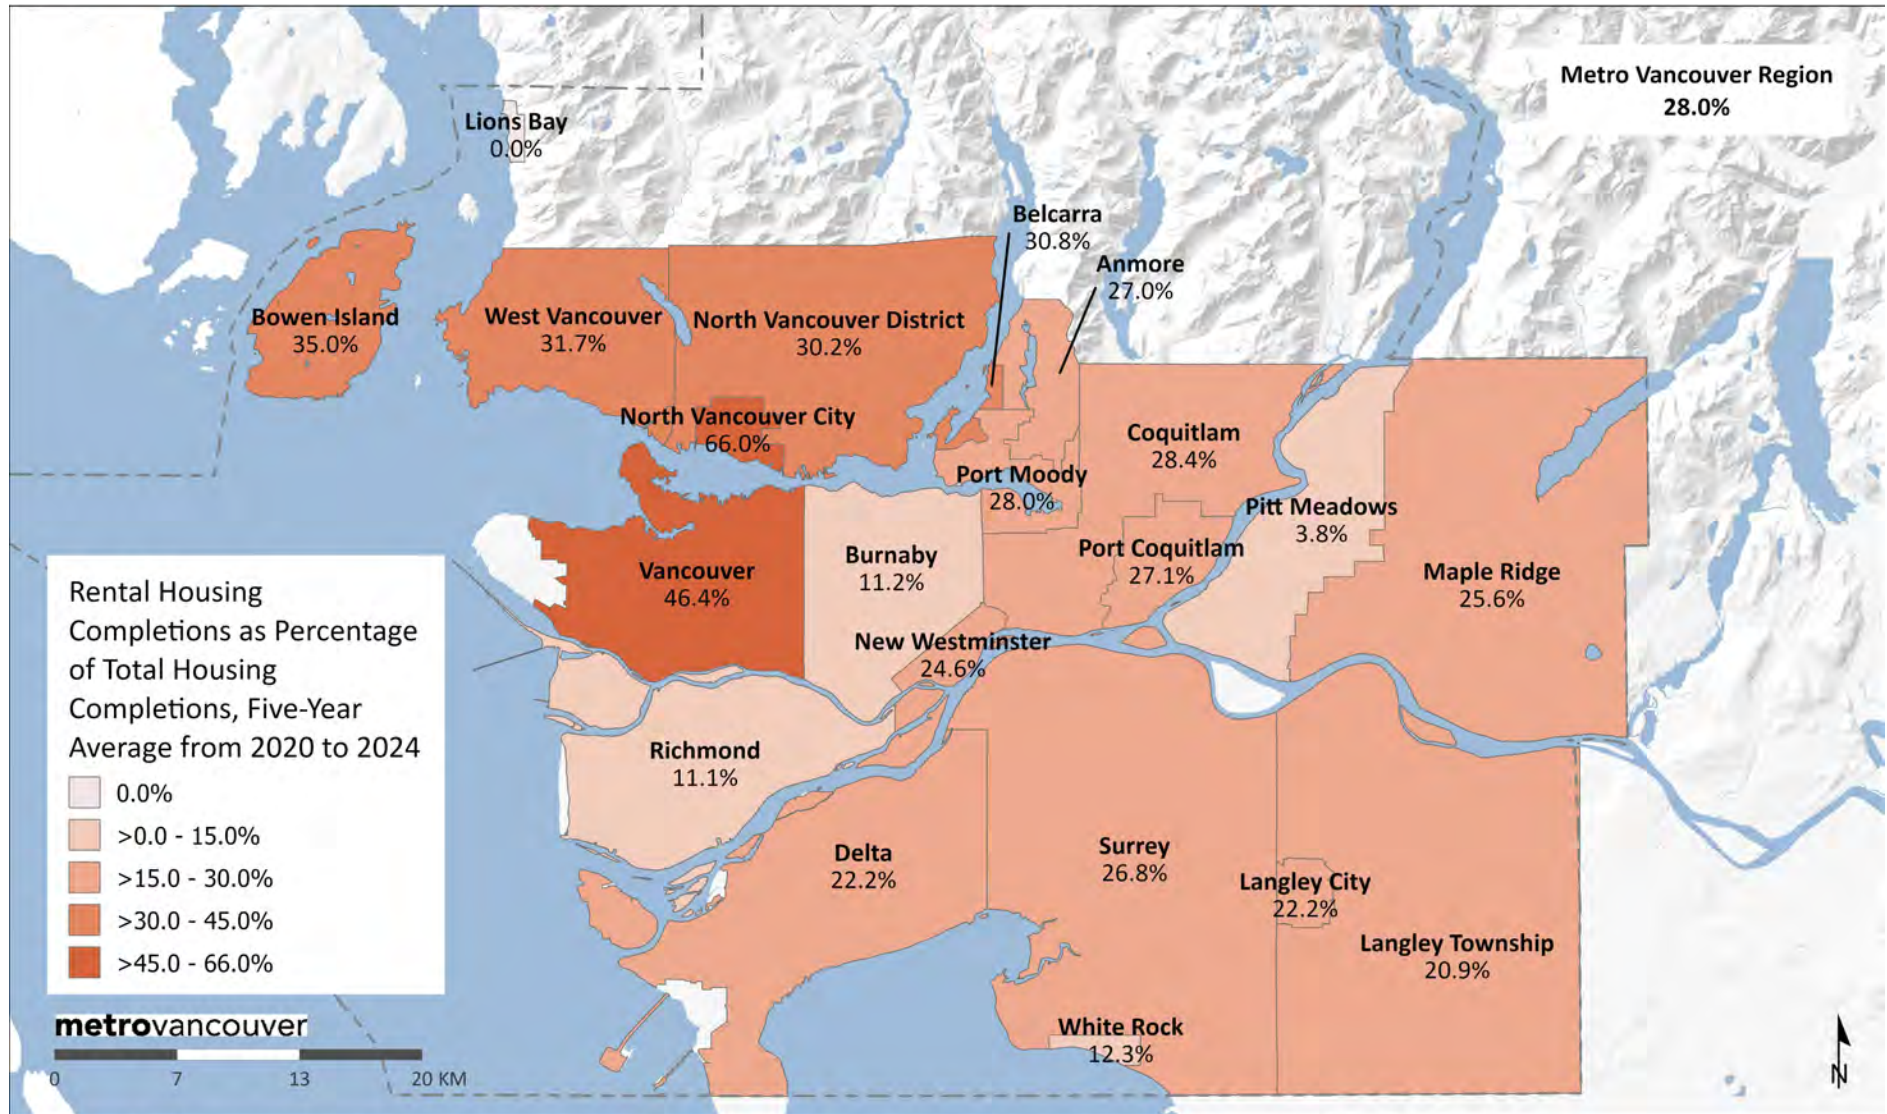 Metro Vancouver Region
28.0%
Lions Bay
0.0%
Belcarra
30.8%
Anmore
27.0%
Bowen Island
35.0%
West Vancouver
31.7%
North Vancouver District
30.2%
North Vancouver City
66.0%
Coquitlam
28.4%
Port Moody
28.0%
Pitt Meadows
3.8%
Port Coquitlam
27.1%
Maple Ridge
25.6%
Vancouver
46.4%
Burnaby
11.2%
New Westminster
24.6%
Richmond
11.1%
Delta
22.2%
Surrey
26.8%
Langley City
22.2%
Langley Township
20.9%
White Rock
12.3%
Rental Housing
Completions as Percentage
of Total Housing
Completions, Five-Year
Average from 2020 to 2024
0.0%
>0.0 - 15.0%
>15.0 - 30.0%
>30.0 - 45.0%
>45.0 - 66.0%
metrovancouver
0 7 13 20 KM
N